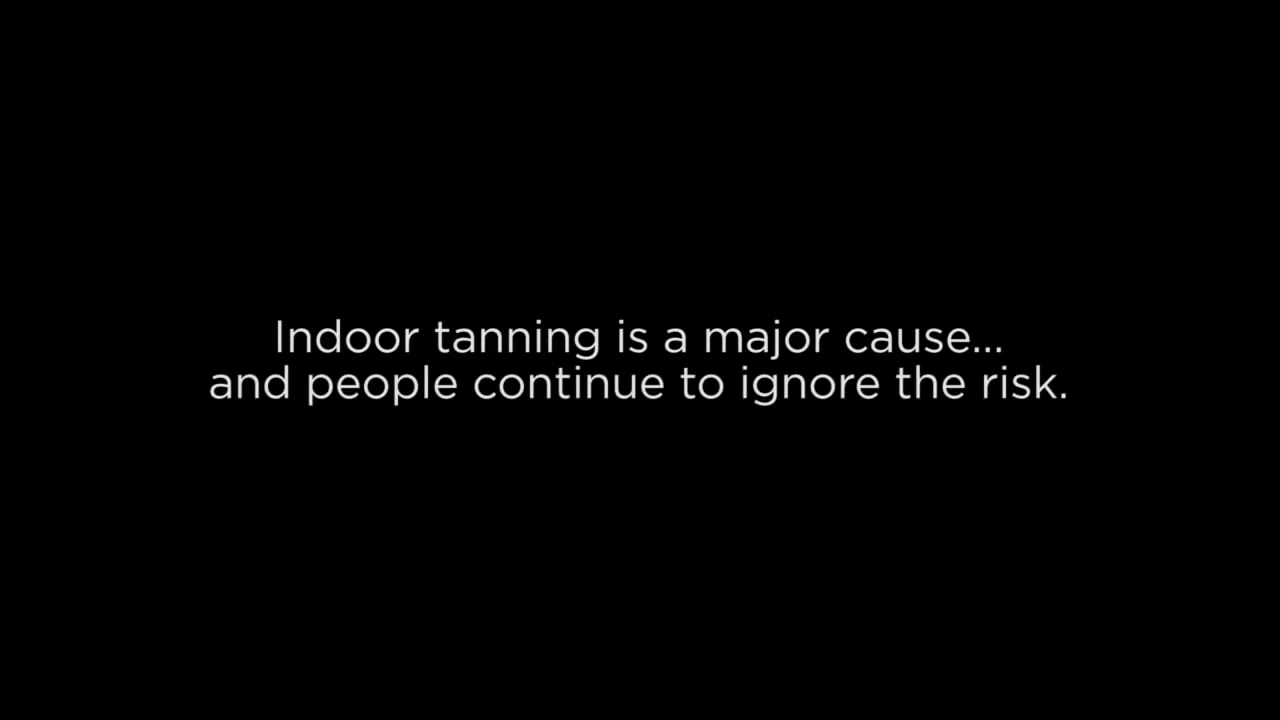 Indoor tanning is a major cause...
and people continue to ignore the risk.